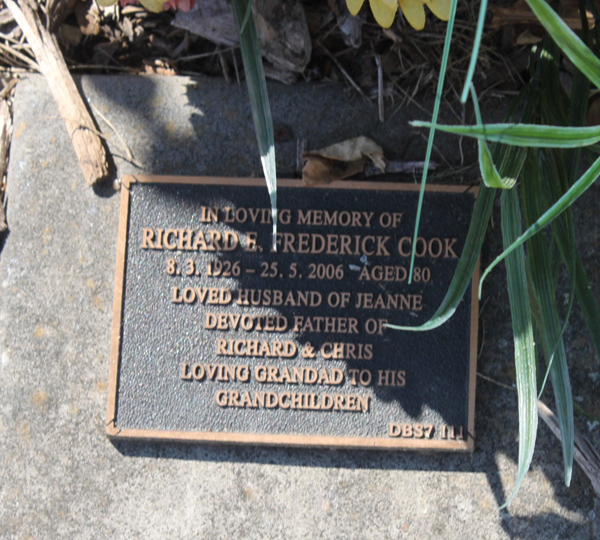 IN LOVING MEMORY OF
RICHARD E. FREDERICK COOK
8. 3. 1926 – 25. 5. 2006 AGED 80
LOVED HUSBAND OF JEANNE
DEVOTED FATHER OF
RICHARD & CHRIS
LOVING GRANDAD TO HIS
GRANDCHILDREN
DBS7 111